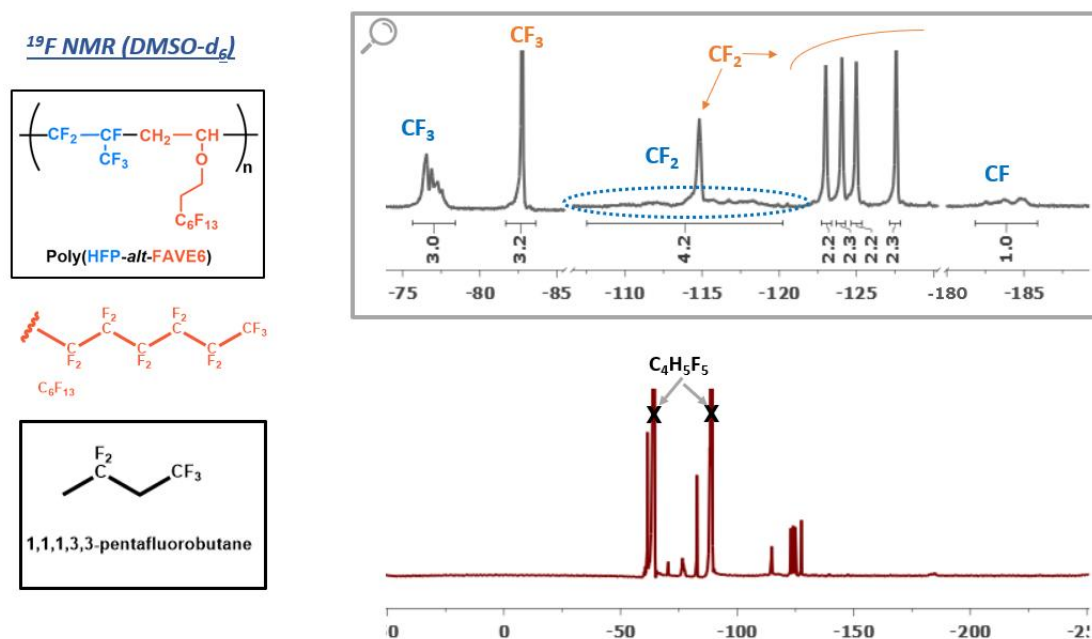 ¹⁹F NMR (DMSO-d₆)
CF₂ CF CH₂ CH
CF₃ O
C₆F₁₃
n
Poly(HFP-alt-FAVE6)
F₂ F₂ CF₃
C C C C C
F₂ F₂ F₂
C₆F₁₃
F₂
C CF₃
1,1,1,3,3-pentafluorobutane
CF₃
CF₃
CF₂
CF₂
CF
3.0 3.2 4.2 2.2 2.3 2.2 2.3 1.0
-75 -80 -85 -110 -115 -120 -125 -180 -185
C₄H₅F₅
X X
0 0 -50 -100 -150 -200 -25